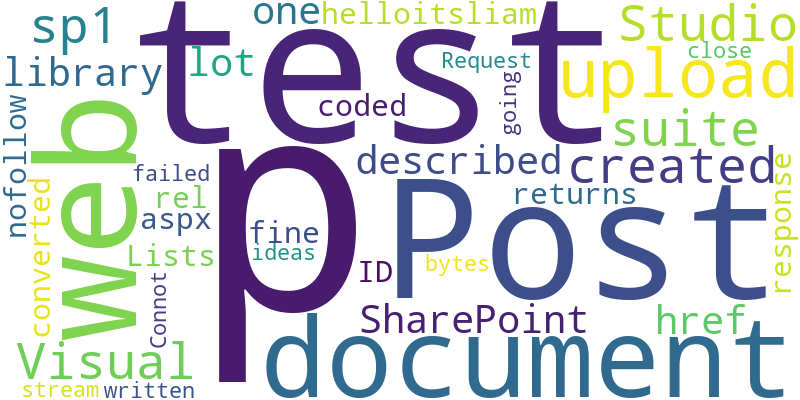 sp1
test
one
helloitsliam
Studio
close
library
lot
Request
upload
coded
going
nofollow
web
suite
failed
described
created
rel
p
returns
response
aspx
fine
Post
converted
Lists
ideas
ID
bytes
Connot
SharePoint
href
Visual
document
stream
written